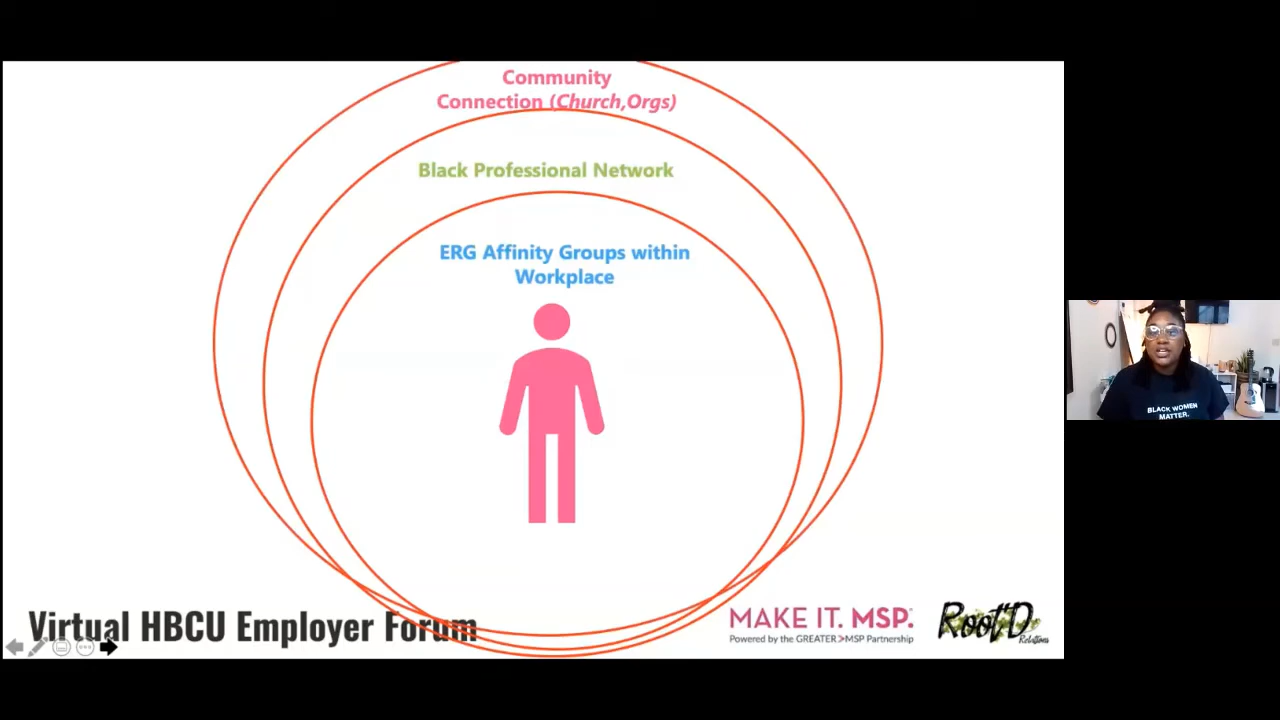 Community
Connection (Church,Orgs)
Black Professional Network
ERG Affinity Groups within
Workplace
BLACK WOMEN
MATTER.
Virtual HBCU Employer Forum
MAKE IT. MSP.
Powered by the GREATER>MSP Partnership
Root'D
Relations